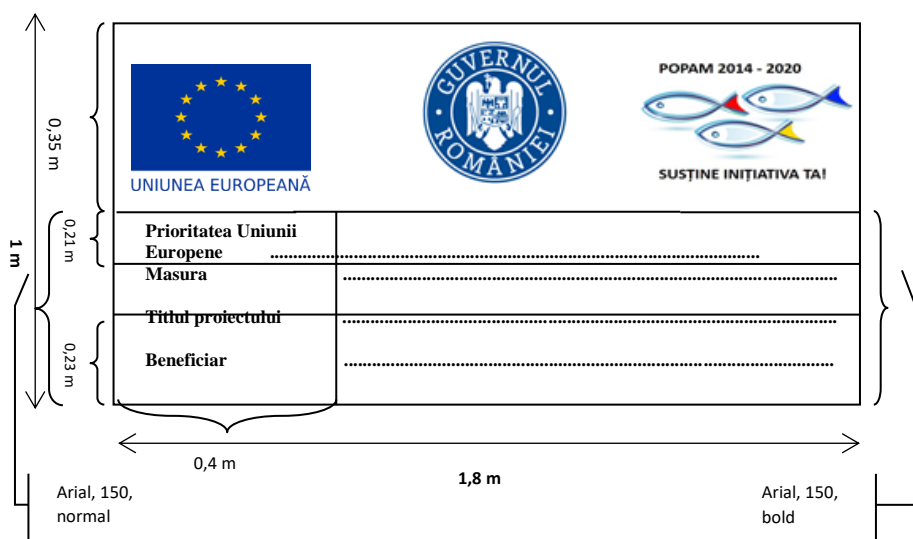 POPAM 2014 - 2020
GUVERNUL ROMÂNIEI
UNIUNEA EUROPEANĂ
SUSȚINE INIȚIATIVA TA!
0,35 m
1 m
0,21 m
0,23 m
Prioritatea Uniunii
Europene ................................................................................
Masura ................................................................................
Titlul proiectului ................................................................................
Beneficiar ................................................................................
0,4 m
1,8 m
Arial, 150,
normal
Arial, 150,
bold